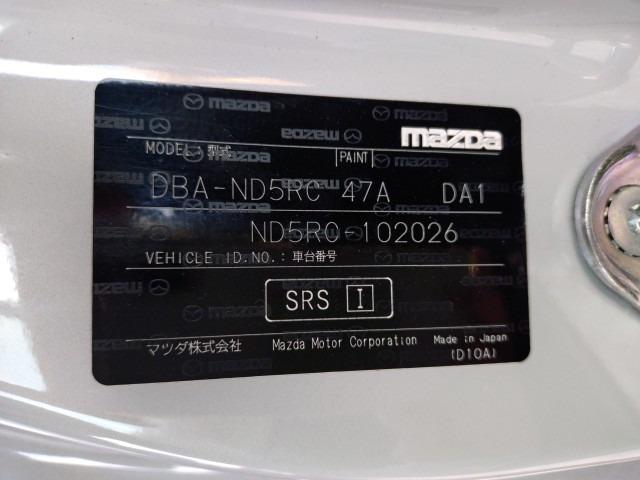 mazda
MODEL:型式 PAINT
DBA-ND5RC 47A DA1
ND5RC-102026
VEHICLE ID.NO.:車台番号
SRS I
マツダ株式会社 Mazda Motor Corporation Made in Japan
(D10A)